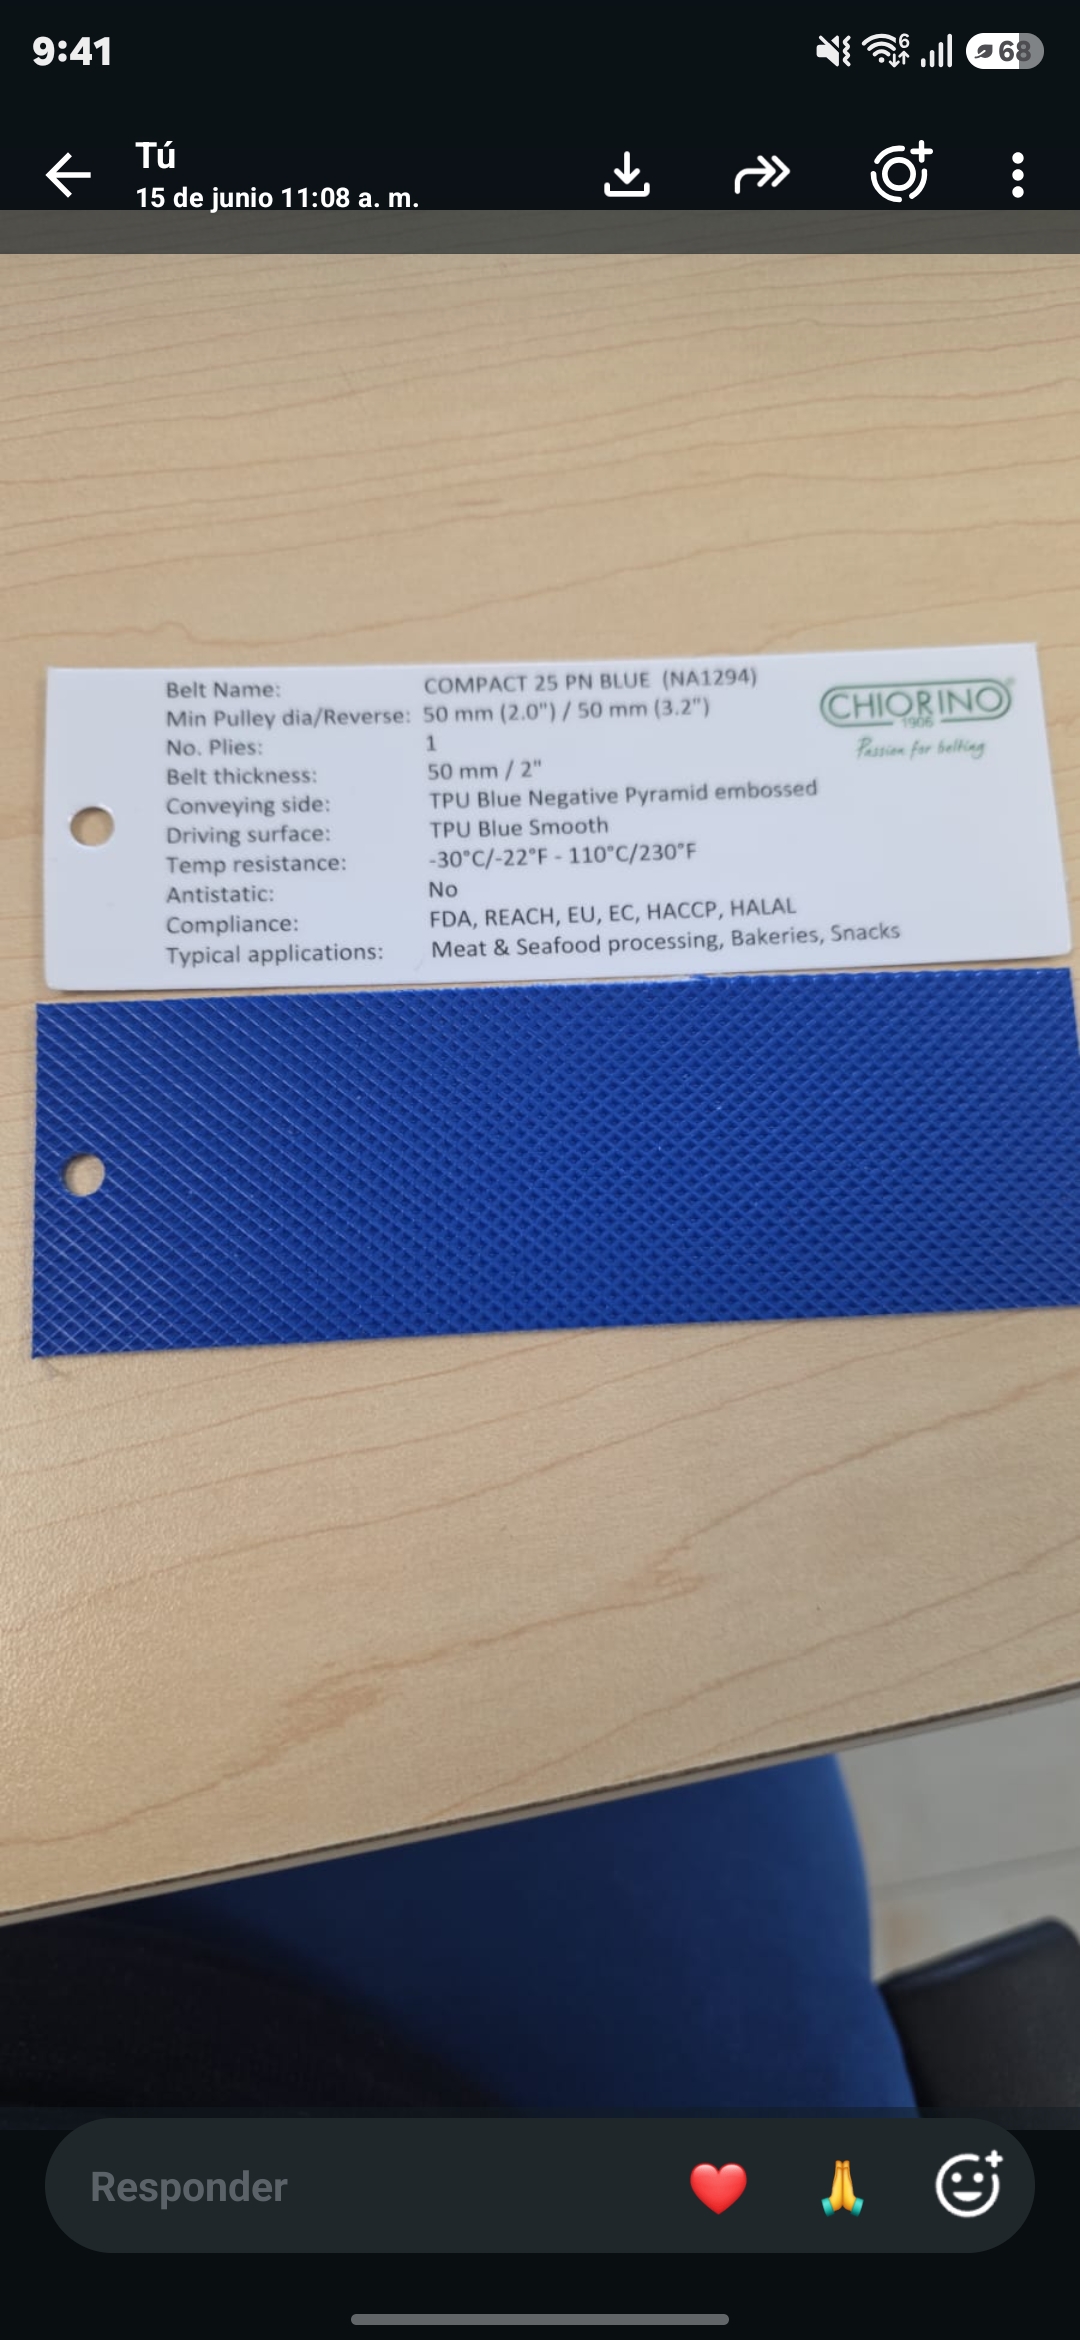 9:41
6
68
Tú
15 de junio 11:08 a. m.
Belt Name: COMPACT 25 PN BLUE (NA1294)
Min Pulley dia/Reverse: 50 mm (2.0") / 50 mm (3.2")
No. Plies: 1
Belt thickness: 50 mm / 2"
Conveying side: TPU Blue Negative Pyramid embossed
Driving surface: TPU Blue Smooth
Temp resistance: -30°C/-22°F - 110°C/230°F
Antistatic: No
Compliance: FDA, REACH, EU, EC, HACCP, HALAL
Typical applications: Meat & Seafood processing, Bakeries, Snacks
CHIORINO®
1906
Passion for belting
Responder